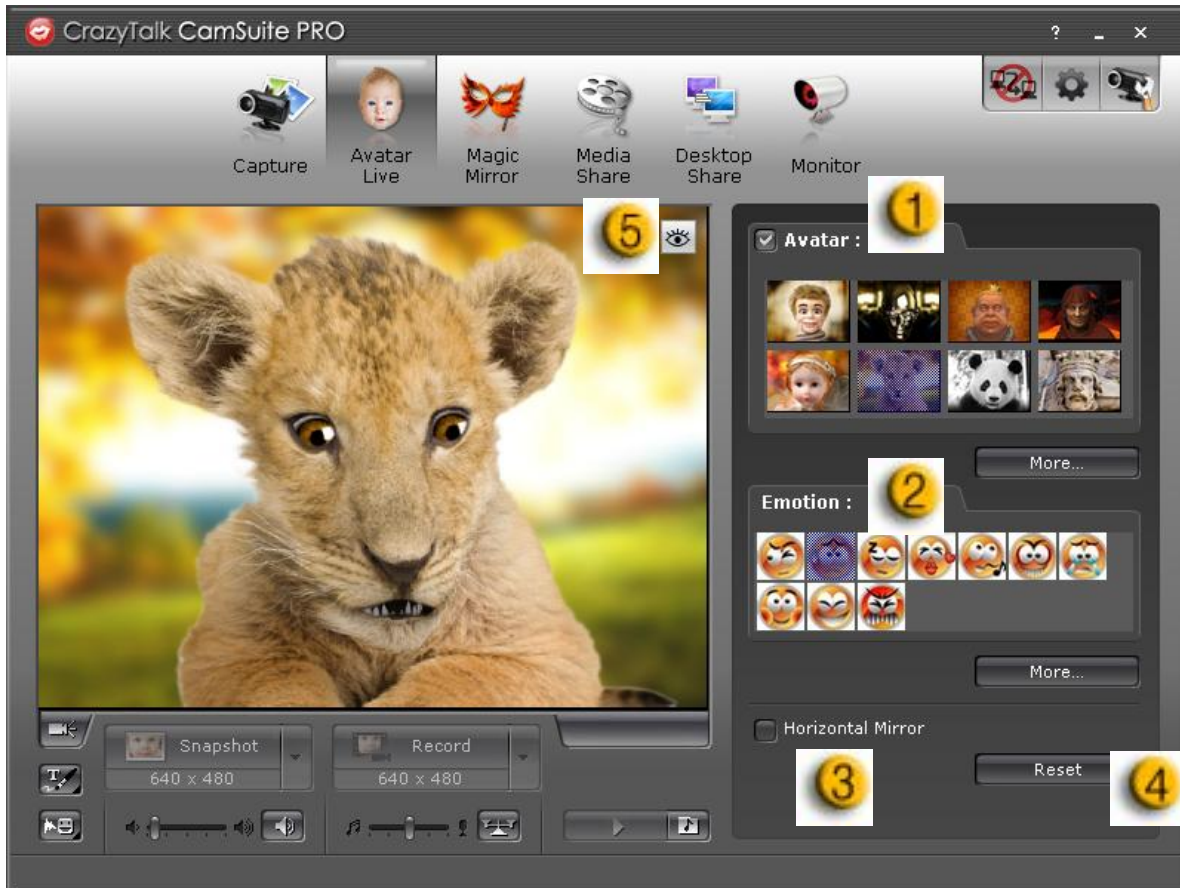 CrazyTalk CamSuite PRO
Capture
Avatar
Live
Magic
Mirror
Media
Share
Desktop
Share
Monitor
5
1
Avatar :
More...
2
Emotion :
More...
Horizontal Mirror
3
Reset
4
Snapshot
640 x 480
Record
640 x 480